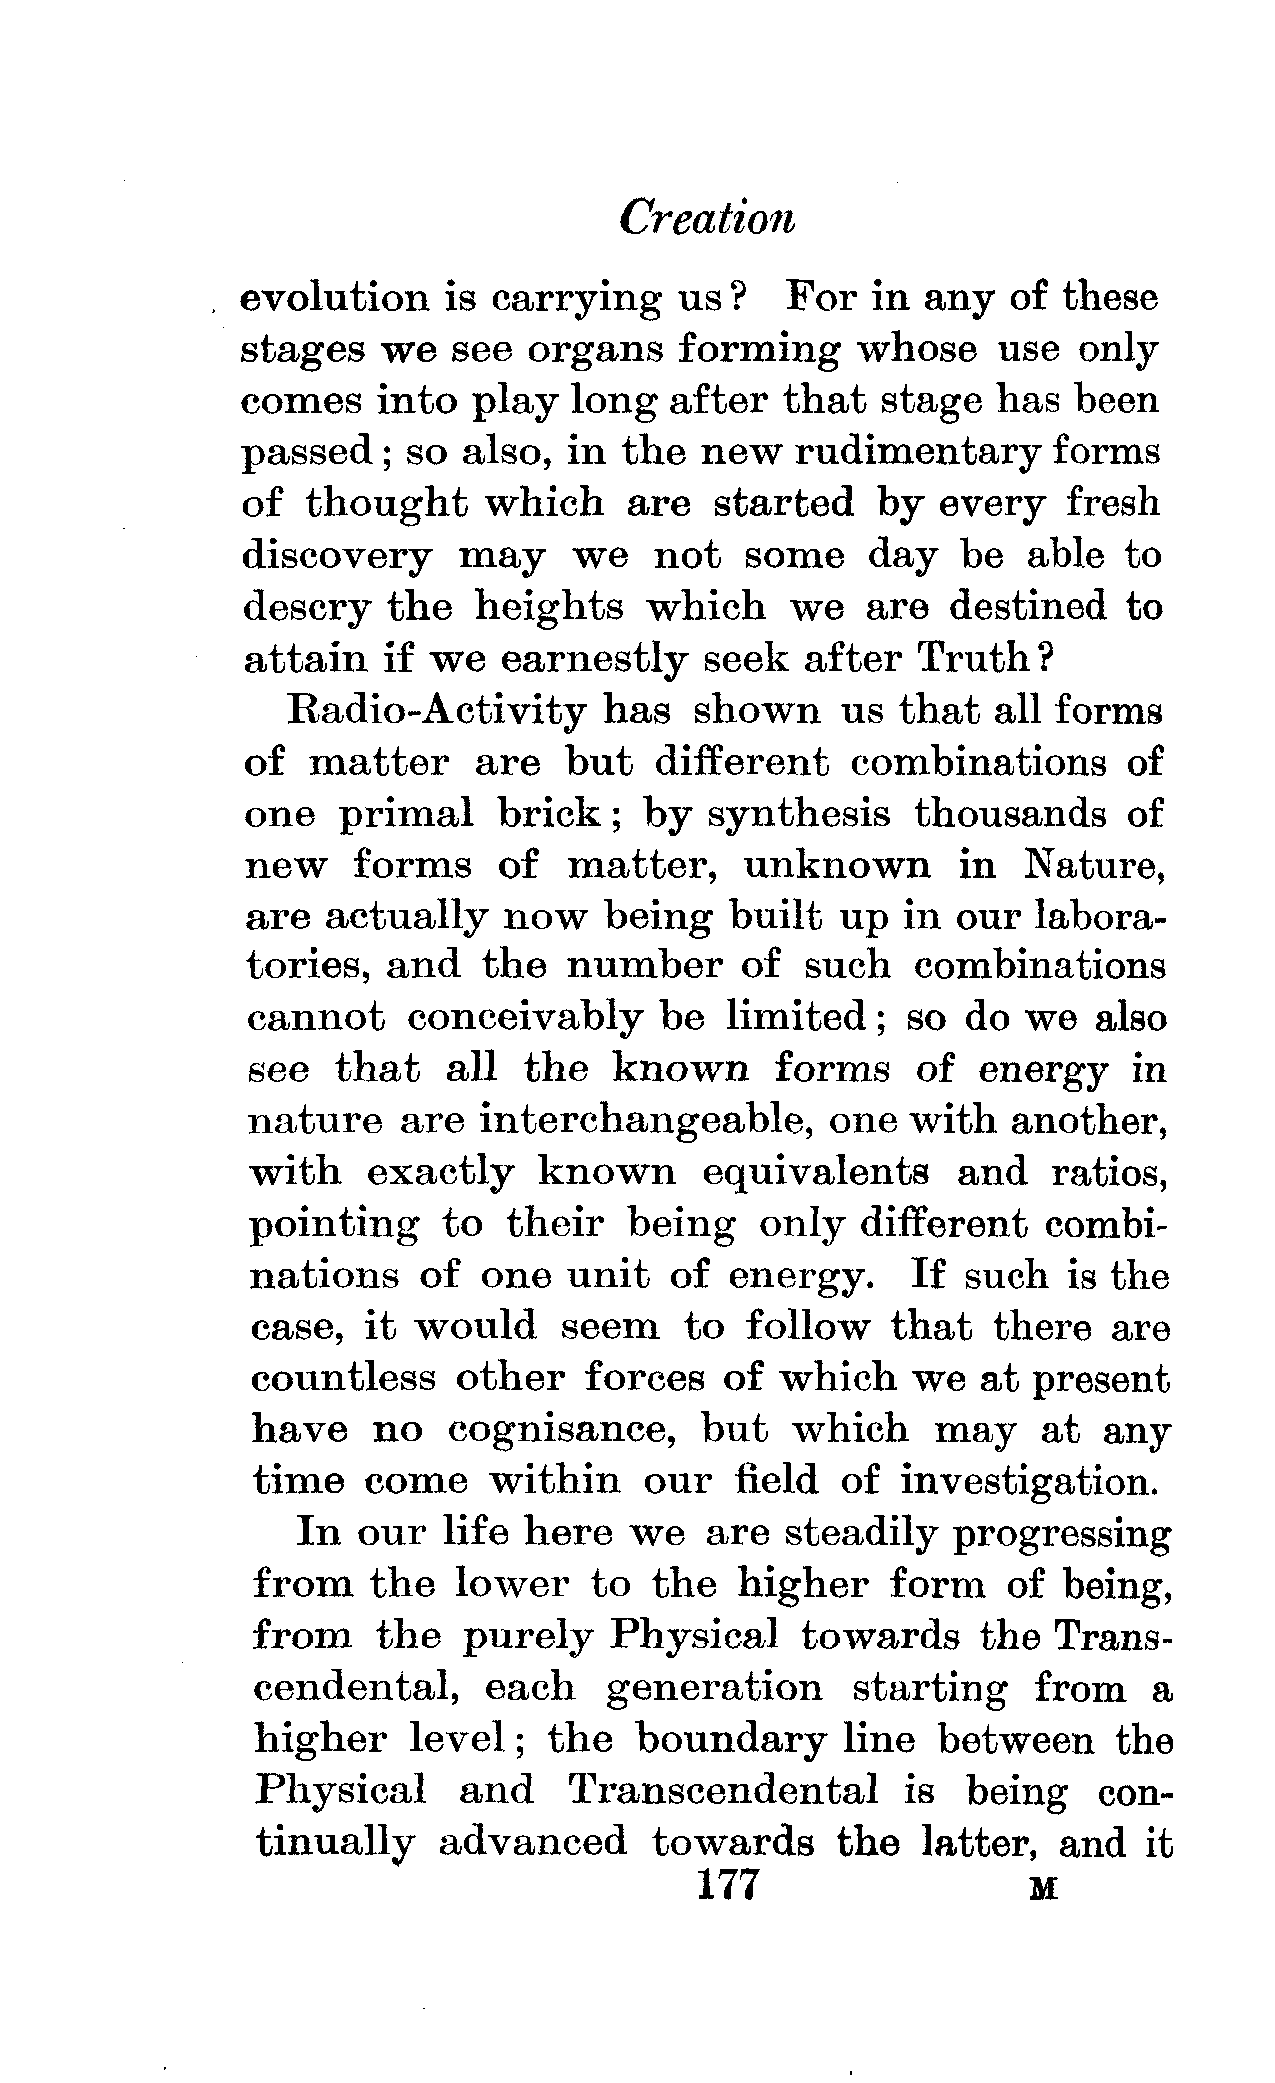 Creation
evolution is carrying us? For in any of these
stages we see organs forming whose use only
comes into play long after that stage has been
passed; so also, in the new rudimentary forms
of thought which are started by every fresh
discovery may we not some day be able to
descry the heights which we are destined to
attain if we earnestly seek after Truth?
Radio-Activity has shown us that all forms
of matter are but different combinations of
one primal brick; by synthesis thousands of
new forms of matter, unknown in Nature,
are actually now being built up in our labora-
tories, and the number of such combinations
cannot conceivably be limited; so do we also
see that all the known forms of energy in
nature are interchangeable, one with another,
with exactly known equivalents and ratios,
pointing to their being only different combi-
nations of one unit of energy. If such is the
case, it would seem to follow that there are
countless other forces of which we at present
have no cognisance, but which may at any
time come within our field of investigation.
In our life here we are steadily progressing
from the lower to the higher form of being,
from the purely Physical towards the Trans-
cendental, each generation starting from a
higher level; the boundary line between the
Physical and Transcendental is being con-
tinually advanced towards the latter, and it
177 M